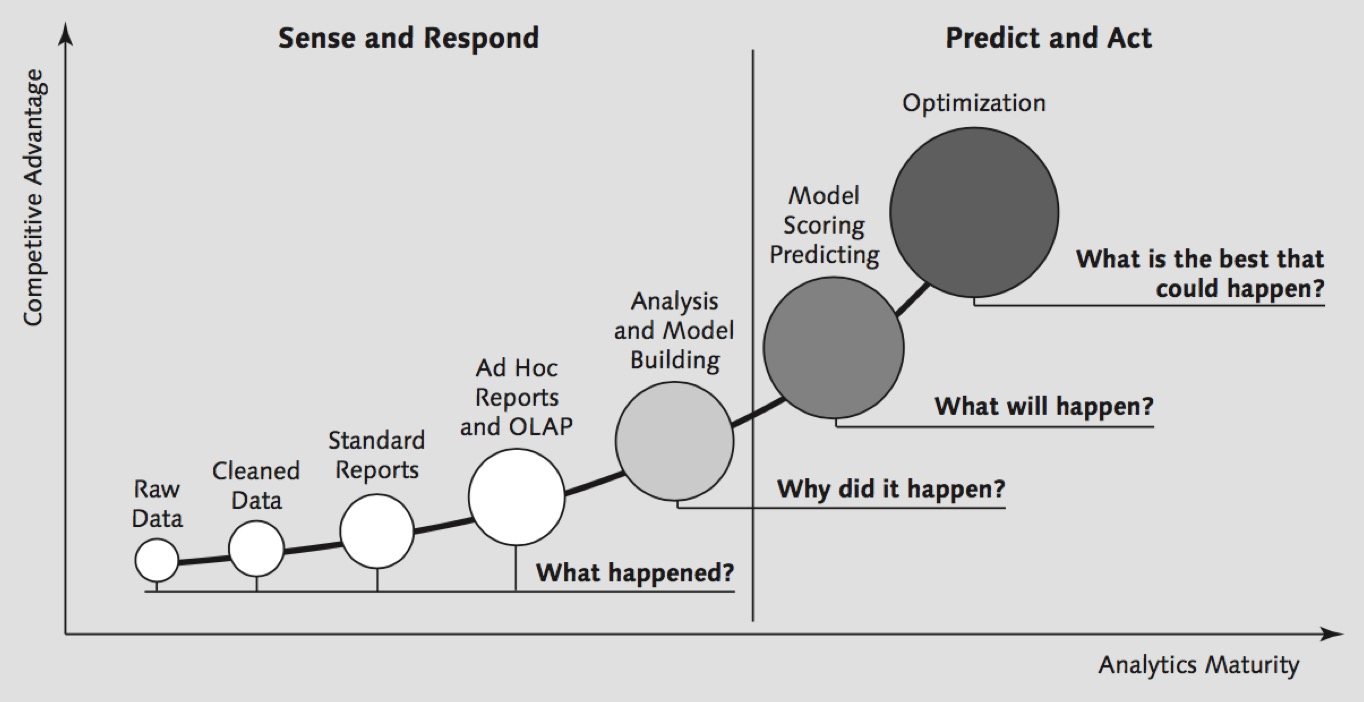 Sense and Respond
Predict and Act
Competitive Advantage
Optimization
Model
Scoring
Predicting
What is the best that
could happen?
Analysis
and Model
Building
Ad Hoc
Reports
and OLAP
What will happen?
Standard
Reports
Cleaned
Data
Raw
Data
Why did it happen?
What happened?
Analytics Maturity